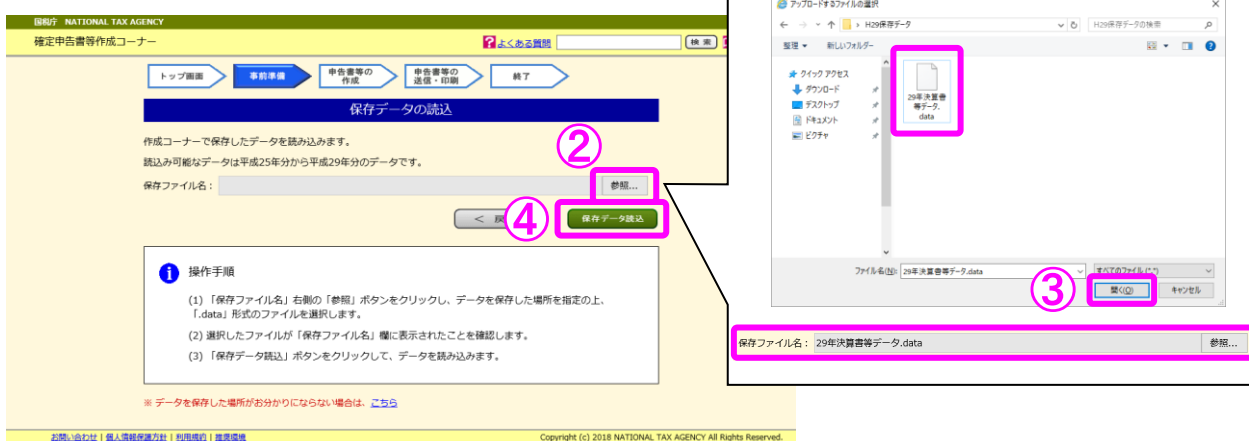 国税庁 NATIONAL TAX AGENCY
確定申告書等作成コーナー
よくある質問
検索
トップ画面
事前準備
申告書等の
作成
申告書等の
送信・印刷
終了
保存データの読込
作成コーナーで保存したデータを読み込みます。
読込み可能なデータは平成25年分から平成29年分のデータです。
②
保存ファイル名：
参照...
< 戻
④
保存データ読込
操作手順
(1) 「保存ファイル名」右側の「参照」ボタンをクリックし、データを保存した場所を指定の上、
「.data」形式のファイルを選択します。
(2) 選択したファイルが「保存ファイル名」欄に表示されたことを確認します。
(3) 「保存データ読込」ボタンをクリックして、データを読み込みます。
※ データを保存した場所がお分かりにならない場合は、こちら
お問い合わせ | 個人情報保護方針 | 利用規約 | 推奨環境
Copyright (c) 2018 NATIONAL TAX AGENCY All Rights Reserved.
アップロードするファイルの選択
H29保存データ
H29保存データの検索
整理
新しいフォルダー
クイック アクセス
ダウンロード
デスクトップ
ドキュメント
ピクチャ
29年決算書
等データ.
data
ファイル名(N):
29年決算書等データ.data
すべてのファイル (*.*)
③
開く(O)
キャンセル
保存ファイル名： 29年決算書等データ.data
参照...